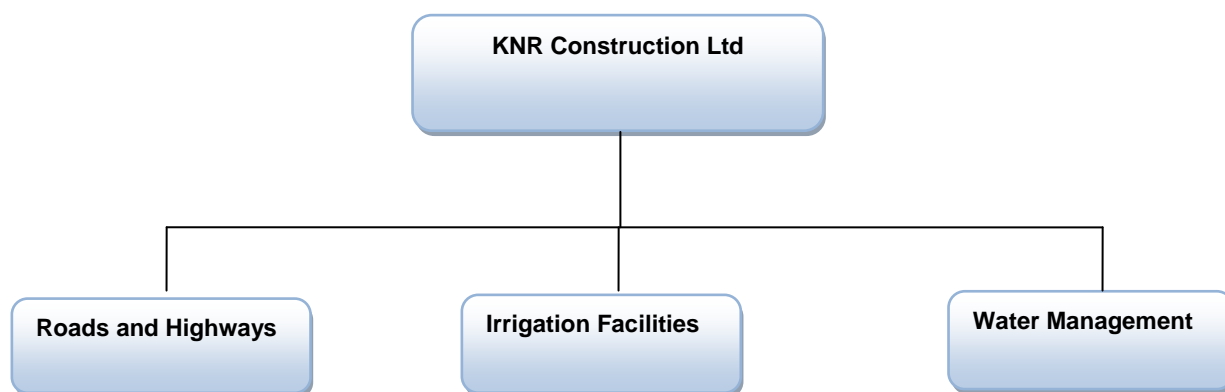 KNR Construction Ltd
Roads and Highways
Irrigation Facilities
Water Management